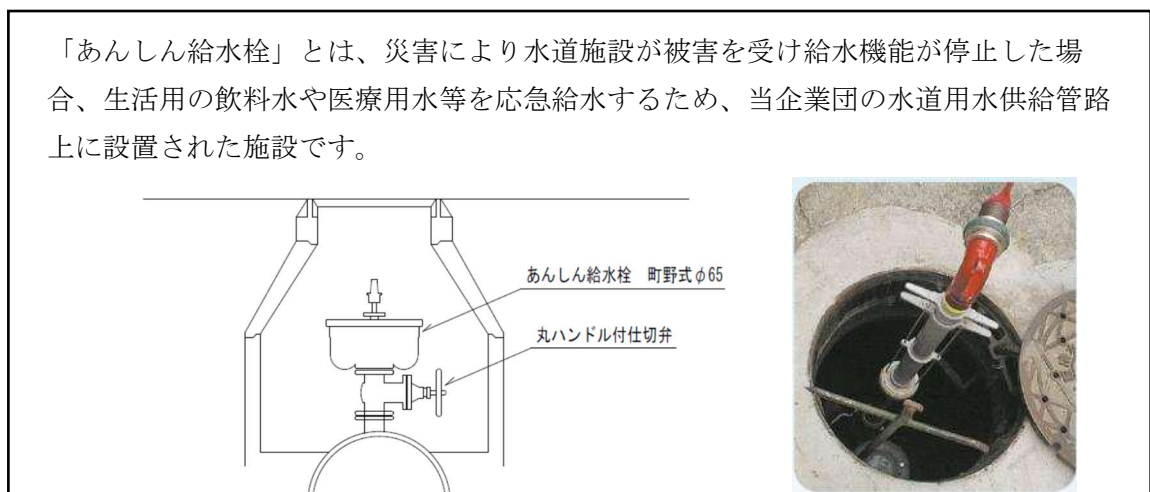 「あんしん給水栓」とは、災害により水道施設が被害を受け給水機能が停止した場
合、生活用の飲料水や医療用水等を応急給水するため、当企業団の水道用水供給管路
上に設置された施設です。
あんしん給水栓 町野式φ65
丸ハンドル付仕切弁